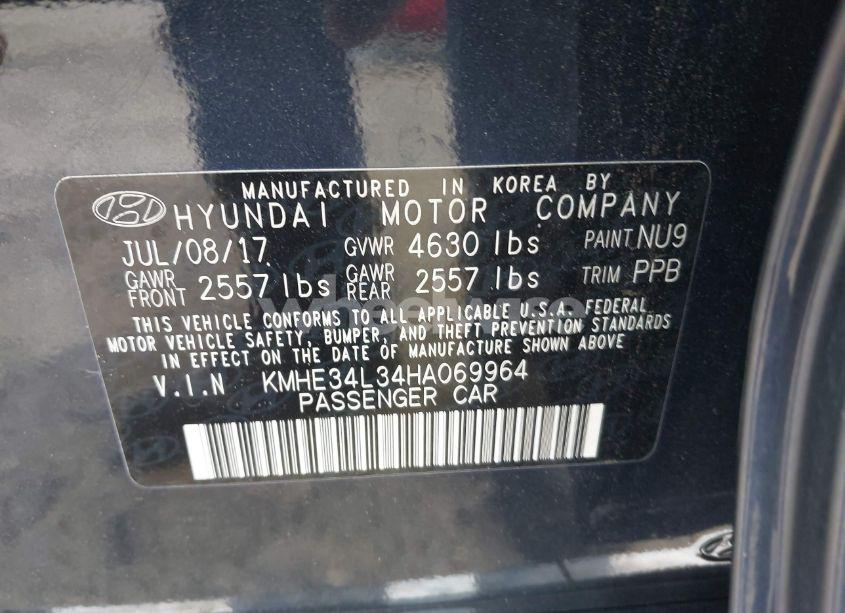 MANUFACTURED IN KOREA BY
HYUNDAI MOTOR COMPANY
JUL/08/17 GVWR 4630 lbs PAINT NU9
GAWR FRONT 2557 lbs GAWR REAR 2557 lbs TRIM PPB
THIS VEHICLE CONFORMS TO ALL APPLICABLE U.S.A. FEDERAL
MOTOR VEHICLE SAFETY, BUMPER, AND THEFT PREVENTION STANDARDS
IN EFFECT ON THE DATE OF MANUFACTURE SHOWN ABOVE
V.I.N KMHE34L34HA069964
PASSENGER CAR